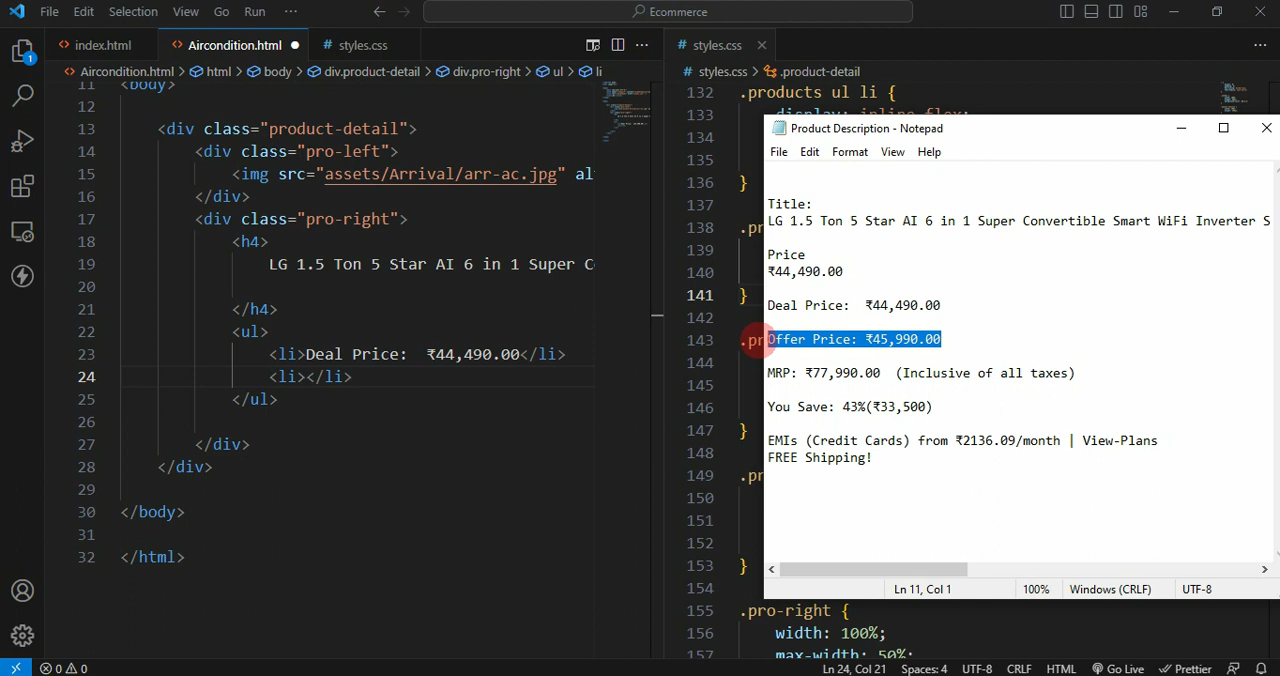 File Edit Selection View Go Run ··· Ecommerce
index.html Aircondition.html styles.css
Aircondition.html > html > body > div.product-detail > div.pro-right > ul > li
11 <body>
12
13 <div class="product-detail">
14 <div class="pro-left">
15 <img src="assets/Arrival/arr-ac.jpg" al
16 </div>
17 <div class="pro-right">
18 <h4>
19 LG 1.5 Ton 5 Star AI 6 in 1 Super C
20
21 </h4>
22 <ul>
23 <li>Deal Price:  ₹44,490.00</li>
24 <li></li>
25 </ul>
26
27 </div>
28 </div>
29
30 </body>
31
32 </html>
styles.css
styles.css > .product-detail
132 .products ul li {
133 display: inline-flex;
134
135
136 }
137
138 .pr
139
140
141 }
142
143 .pr
144
145
146
147 }
148
149 .pr
150
151
152
153 }
154
155 .pro-right {
156 width: 100%;
157 max-width: 50%;
Product Description - Notepad
File Edit Format View Help
Title:
LG 1.5 Ton 5 Star AI 6 in 1 Super Convertible Smart WiFi Inverter S
Price
₹44,490.00
Deal Price:  ₹44,490.00
Offer Price: ₹45,990.00
MRP: ₹77,990.00  (Inclusive of all taxes)
You Save: 43%(₹33,500)
EMIs (Credit Cards) from ₹2136.09/month | View-Plans
FREE Shipping!
Ln 11, Col 1 100% Windows (CRLF) UTF-8
1
0 0 Ln 24, Col 21 Spaces: 4 UTF-8 CRLF HTML Go Live Prettier